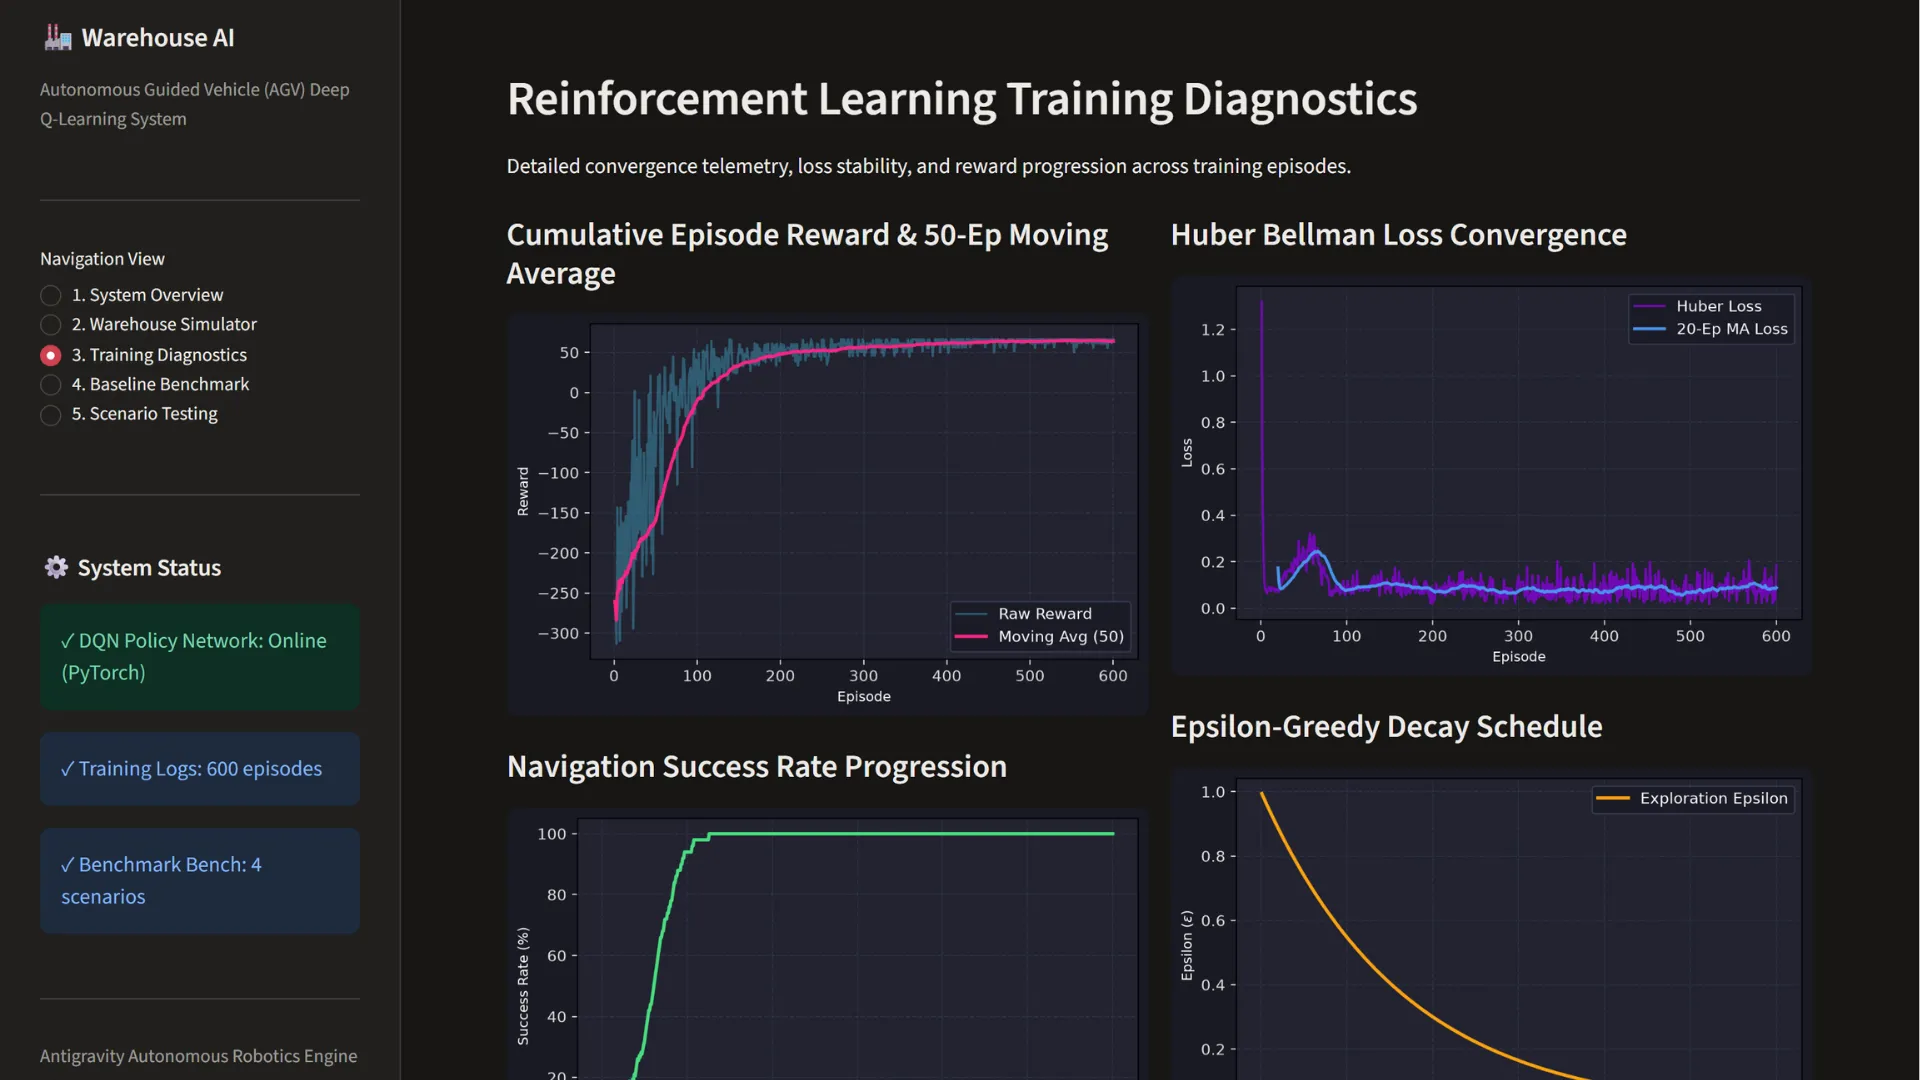 Warehouse AI
Autonomous Guided Vehicle (AGV) Deep
Q-Learning System
Navigation View
1. System Overview
2. Warehouse Simulator
3. Training Diagnostics
4. Baseline Benchmark
5. Scenario Testing
System Status
✓ DQN Policy Network: Online
(PyTorch)
✓ Training Logs: 600 episodes
✓ Benchmark Bench: 4
scenarios
Antigravity Autonomous Robotics Engine
Reinforcement Learning Training Diagnostics
Detailed convergence telemetry, loss stability, and reward progression across training episodes.
Cumulative Episode Reward & 50-Ep Moving
Average
50
0
−50
−100
−150
−200
−250
−300
Reward
Raw Reward
Moving Avg (50)
0 100 200 300 400 500 600
Episode
Navigation Success Rate Progression
100
80
60
40
20
Success Rate (%)
Huber Bellman Loss Convergence
Huber Loss
20-Ep MA Loss
1.2
1.0
0.8
0.6
0.4
0.2
0.0
Loss
0 100 200 300 400 500 600
Episode
Epsilon-Greedy Decay Schedule
Exploration Epsilon
1.0
0.8
0.6
0.4
0.2
Epsilon (ε)